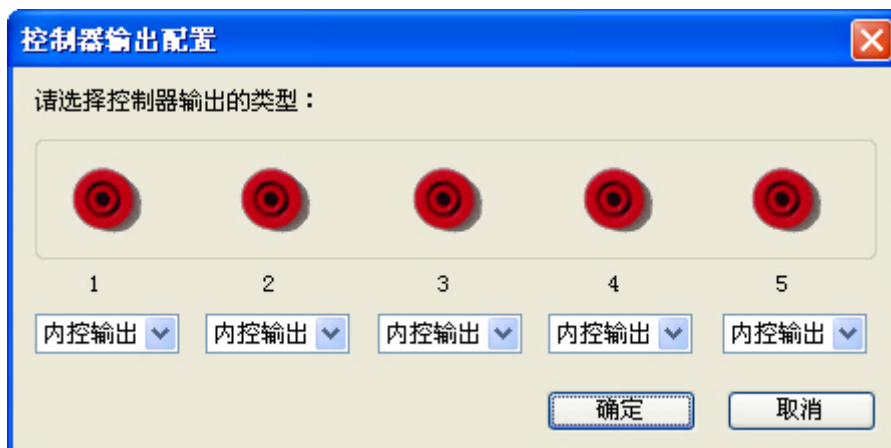 控制器输出配置
请选择控制器输出的类型：
1 2 3 4 5
内控输出 内控输出 内控输出 内控输出 内控输出
确定 取消